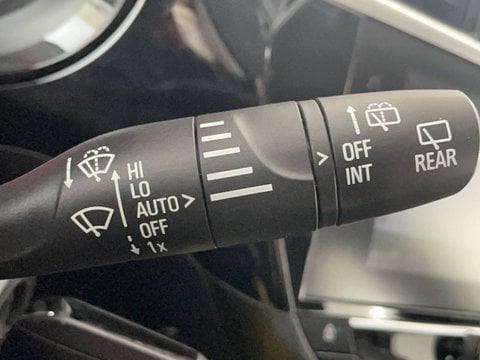 HI
LO
AUTO
OFF
1x
OFF
INT
REAR